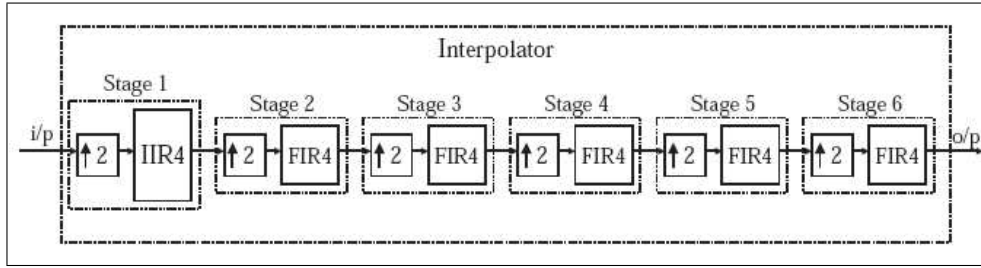 Interpolator
Stage 1
Stage 2
Stage 3
Stage 4
Stage 5
Stage 6
i/p
↑ 2
IIR4
↑ 2
FIR4
↑ 2
FIR4
↑ 2
FIR4
↑ 2
FIR4
↑ 2
FIR4
o/p